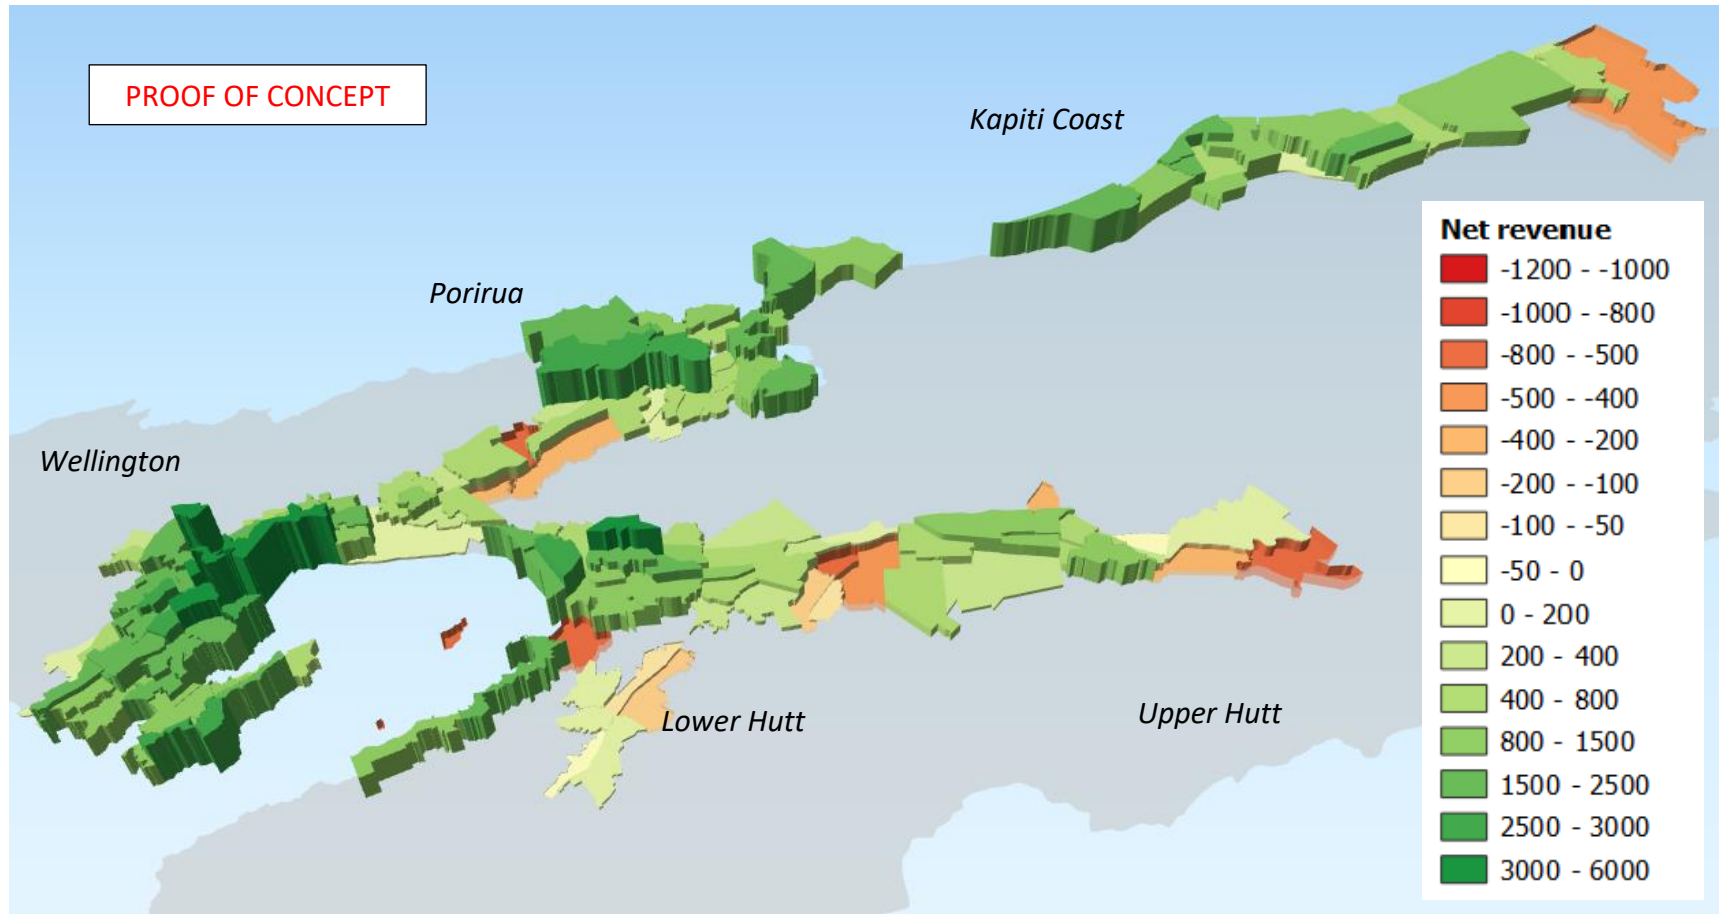 PROOF OF CONCEPT
Kapiti Coast
Porirua
Wellington
Lower Hutt
Upper Hutt
Net revenue
-1200 - -1000
-1000 - -800
-800 - -500
-500 - -400
-400 - -200
-200 - -100
-100 - -50
-50 - 0
0 - 200
200 - 400
400 - 800
800 - 1500
1500 - 2500
2500 - 3000
3000 - 6000